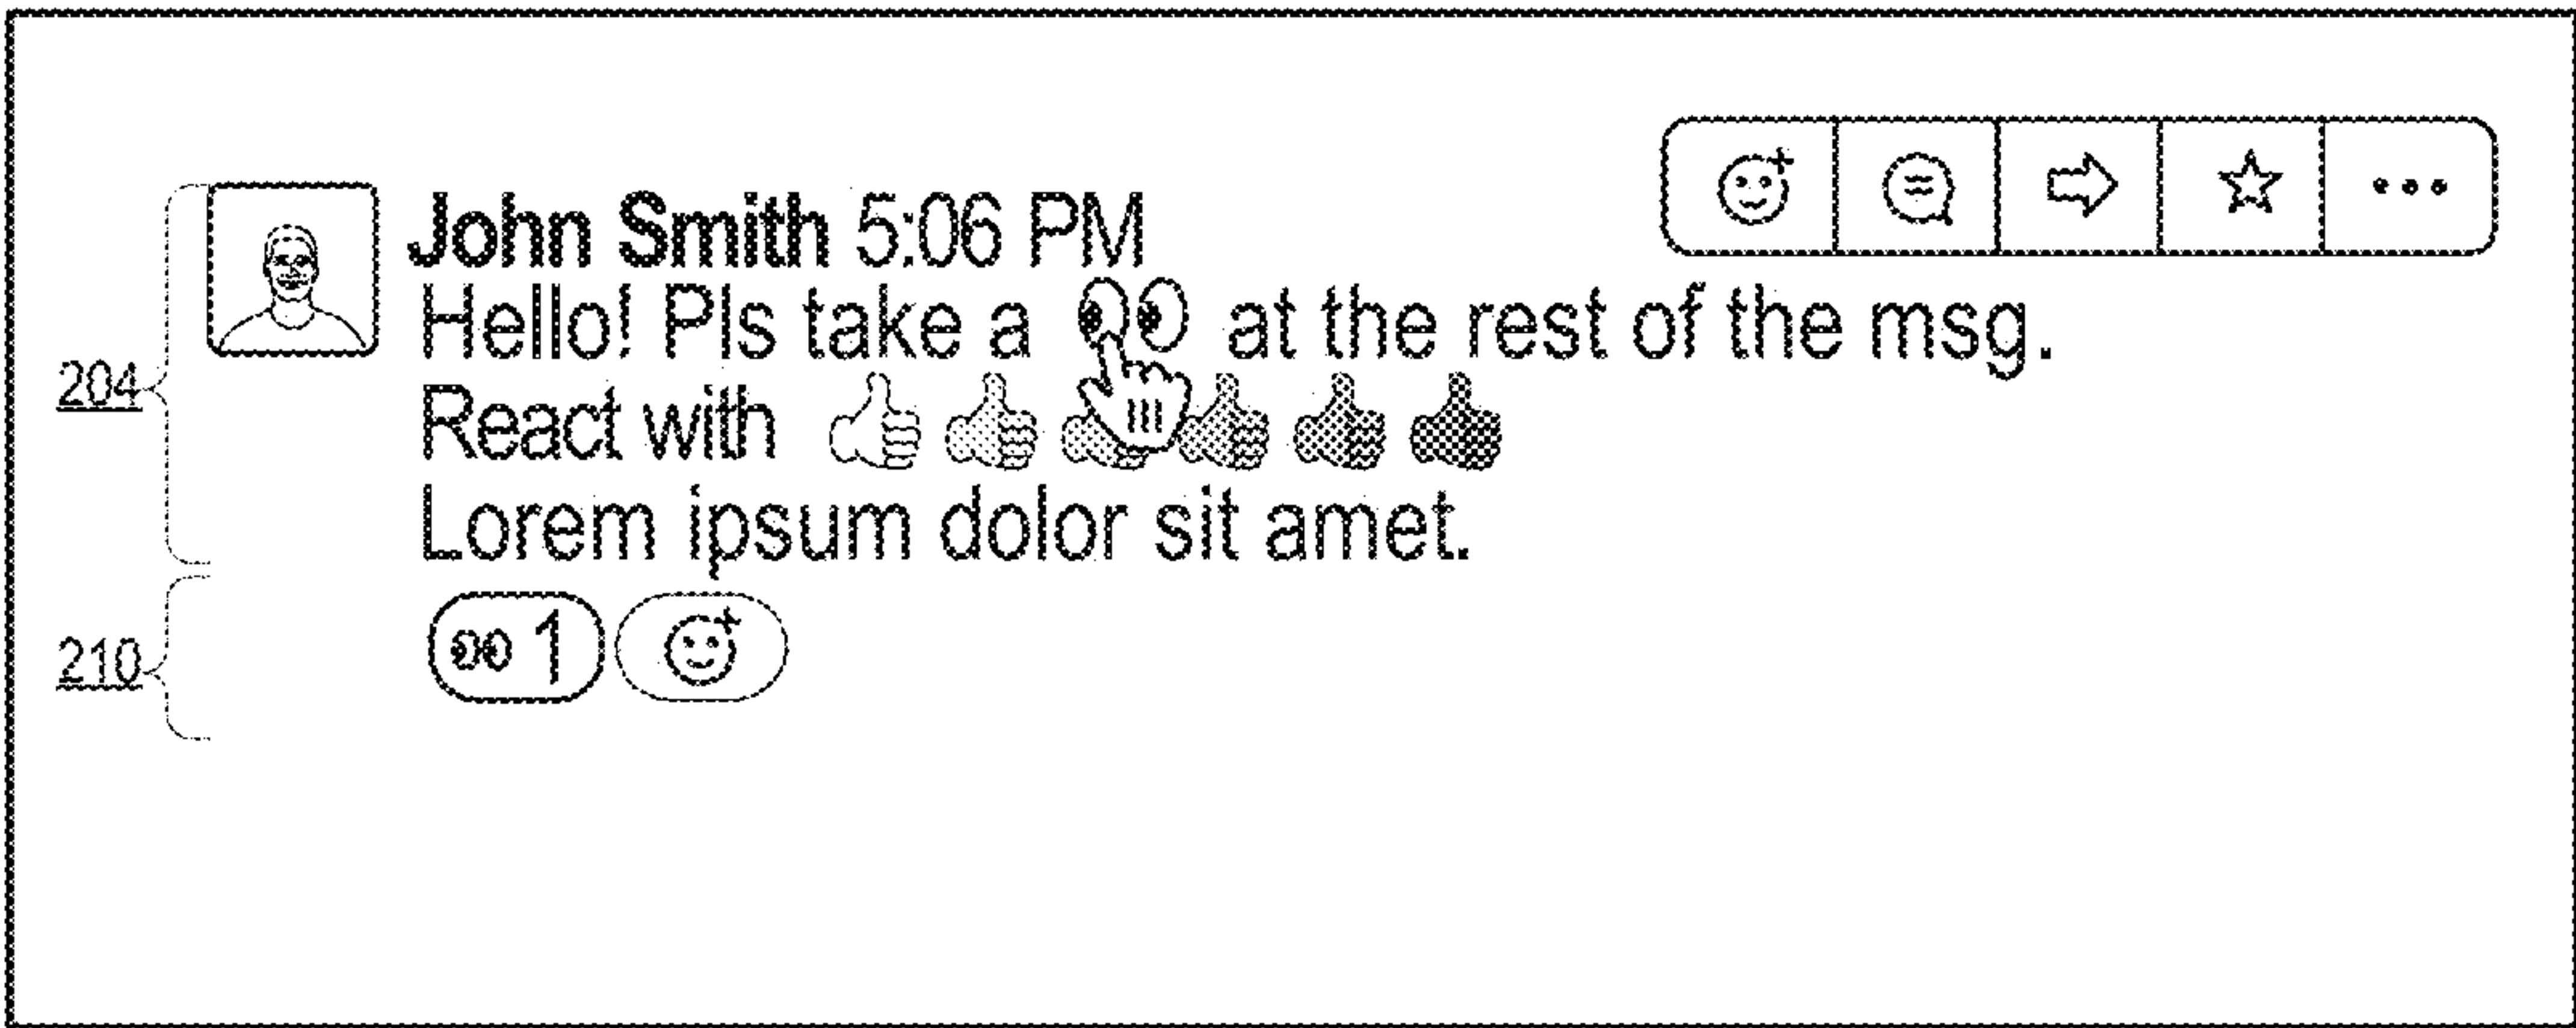 John Smith 5:06 PM
Hello! Pls take a 👀 at the rest of the msg.
204
React with 👍👍🏻👍🏼👍🏽👍🏾👍🏿
Lorem ipsum dolor sit amet.
210
👀 1